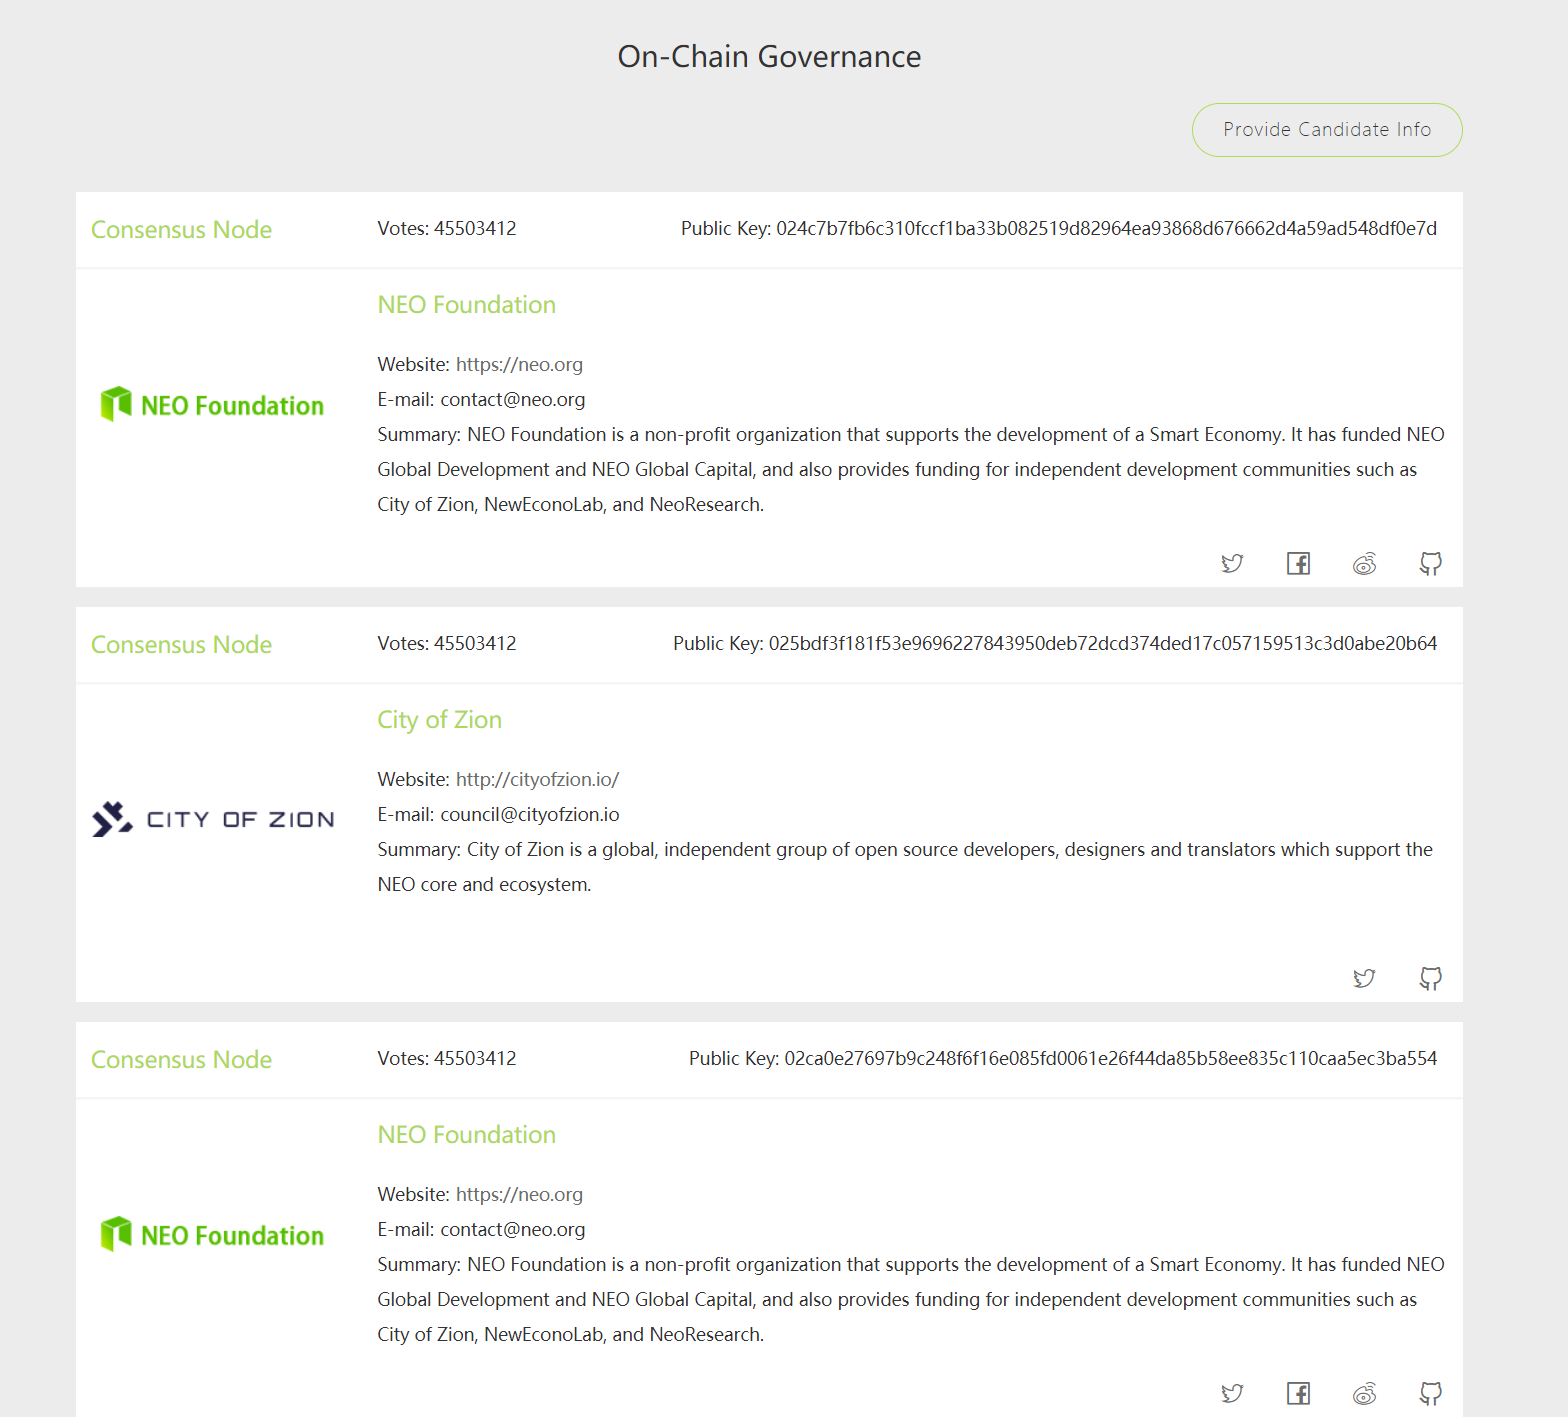 On-Chain Governance
Provide Candidate Info
Consensus Node
Votes: 45503412
Public Key: 024c7b7fb6c310fccf1ba33b082519d82964ea93868d676662d4a59ad548df0e7d
NEO Foundation
NEO Foundation
Website: https://neo.org
E-mail: contact@neo.org
Summary: NEO Foundation is a non-profit organization that supports the development of a Smart Economy. It has funded NEO
Global Development and NEO Global Capital, and also provides funding for independent development communities such as
City of Zion, NewEconoLab, and NeoResearch.
Consensus Node
Votes: 45503412
Public Key: 025bdf3f181f53e9696227843950deb72dcd374ded17c057159513c3d0abe20b64
CITY OF ZION
City of Zion
Website: http://cityofzion.io/
E-mail: council@cityofzion.io
Summary: City of Zion is a global, independent group of open source developers, designers and translators which support the
NEO core and ecosystem.
Consensus Node
Votes: 45503412
Public Key: 02ca0e27697b9c248f6f16e085fd0061e26f44da85b58ee835c110caa5ec3ba554
NEO Foundation
NEO Foundation
Website: https://neo.org
E-mail: contact@neo.org
Summary: NEO Foundation is a non-profit organization that supports the development of a Smart Economy. It has funded NEO
Global Development and NEO Global Capital, and also provides funding for independent development communities such as
City of Zion, NewEconoLab, and NeoResearch.